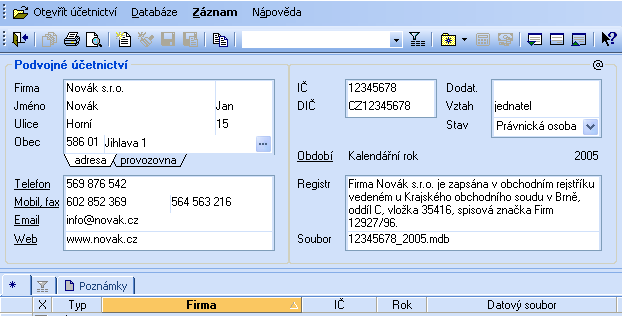 Otevřít účetnictví Databáze Záznam Nápověda
Podvojné účetnictví @
Firma Novák s.r.o.
Jméno Novák Jan
Ulice Horní 15
Obec 586 01 Jihlava 1 ...
adresa provozovna
Telefon 569 876 542
Mobil, fax 602 852 369 564 563 216
Email info@novak.cz
Web www.novak.cz
IČ 12345678 Dodat.
DIČ CZ12345678 Vztah jednatel
Stav Právnická osoba
Období Kalendářní rok 2005
Registr Firma Novák s.r.o. je zapsána v obchodním rejstříku
vedeném u Krajského obchodního soudu v Brně,
oddíl C, vložka 35416, spisová značka Firm
12927/96.
Soubor 12345678_2005.mdb
* Poznámky
X Typ Firma IČ Rok Datový soubor